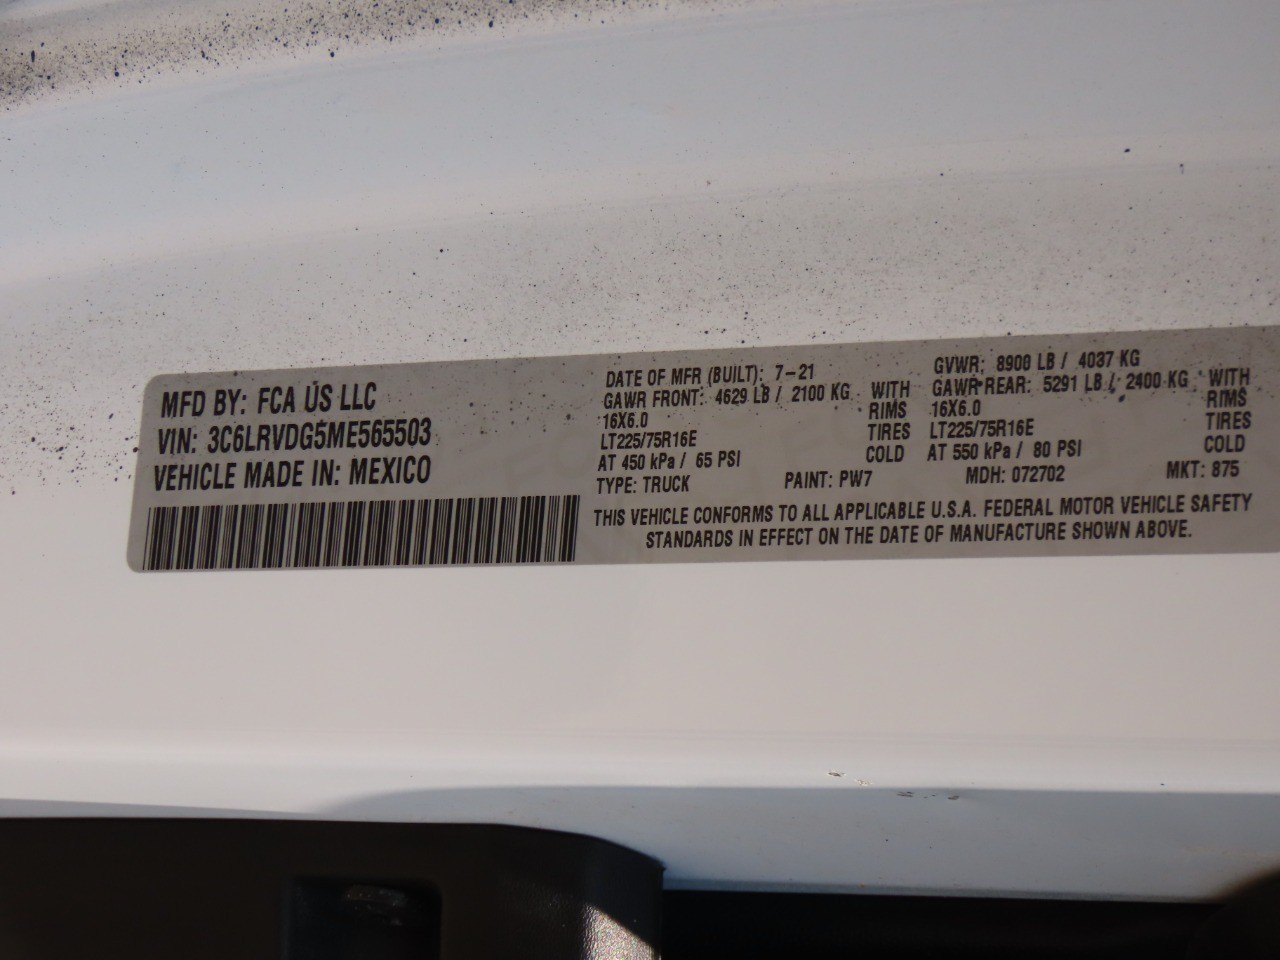 MFD BY: FCA US LLC
VIN: 3C6LRVDG5ME565503
VEHICLE MADE IN: MEXICO
DATE OF MFR (BUILT): 7-21
GVWR: 8900 LB / 4037 KG
GAWR FRONT: 4629 LB / 2100 KG WITH
16X6.0 RIMS
LT225/75R16E TIRES
AT 450 kPa / 65 PSI COLD
GAWR REAR: 5291 LB / 2400 KG WITH
16X6.0 RIMS
LT225/75R16E TIRES
AT 550 kPa / 80 PSI COLD
TYPE: TRUCK PAINT: PW7 MDH: 072702 MKT: 875
THIS VEHICLE CONFORMS TO ALL APPLICABLE U.S.A. FEDERAL MOTOR VEHICLE SAFETY
STANDARDS IN EFFECT ON THE DATE OF MANUFACTURE SHOWN ABOVE.